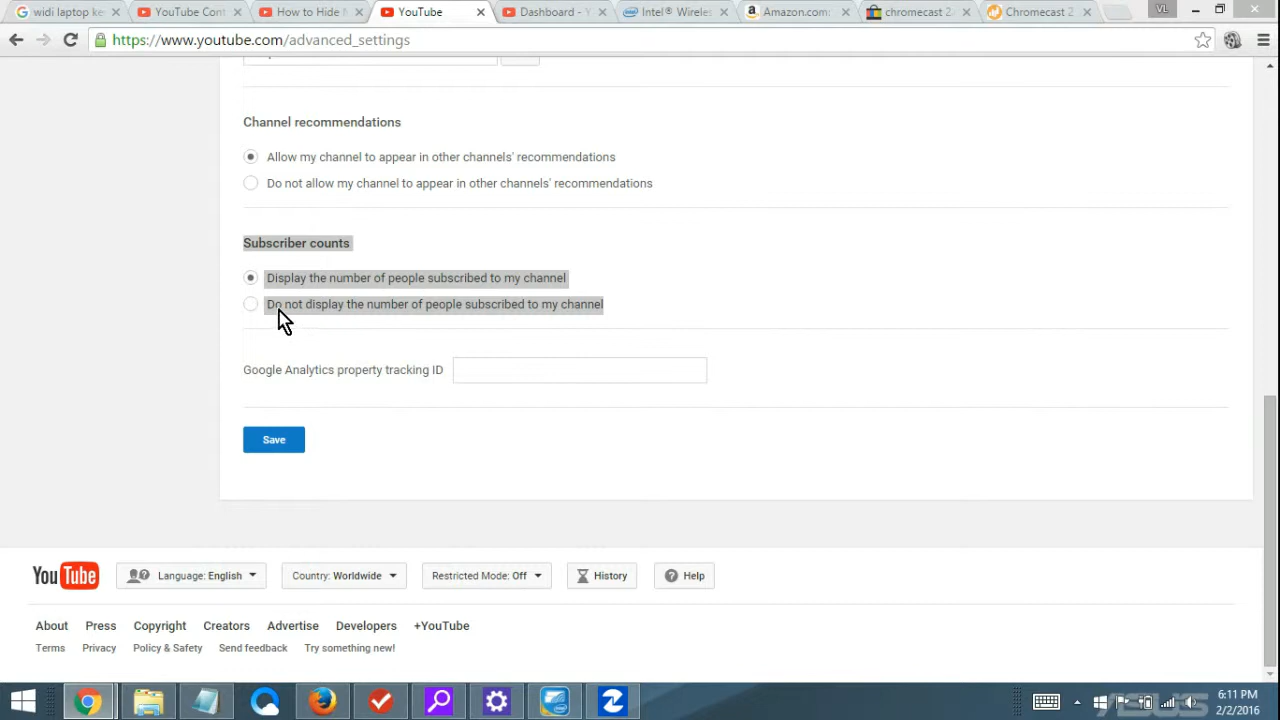 widi laptop ke
YouTube Cont
How to Hide M
YouTube
Dashboard - Y
Intel® Wireles
Amazon.com:
chromecast 2
Chromecast 2
VL
https://www.youtube.com/advanced_settings
Channel recommendations
Allow my channel to appear in other channels' recommendations
Do not allow my channel to appear in other channels' recommendations
Subscriber counts
Display the number of people subscribed to my channel
Do not display the number of people subscribed to my channel
Google Analytics property tracking ID
Save
YouTube
Language: English
Country: Worldwide
Restricted Mode: Off
History
Help
About
Press
Copyright
Creators
Advertise
Developers
+YouTube
Terms
Privacy
Policy & Safety
Send feedback
Try something new!
ASUS
6:11 PM
2/2/2016